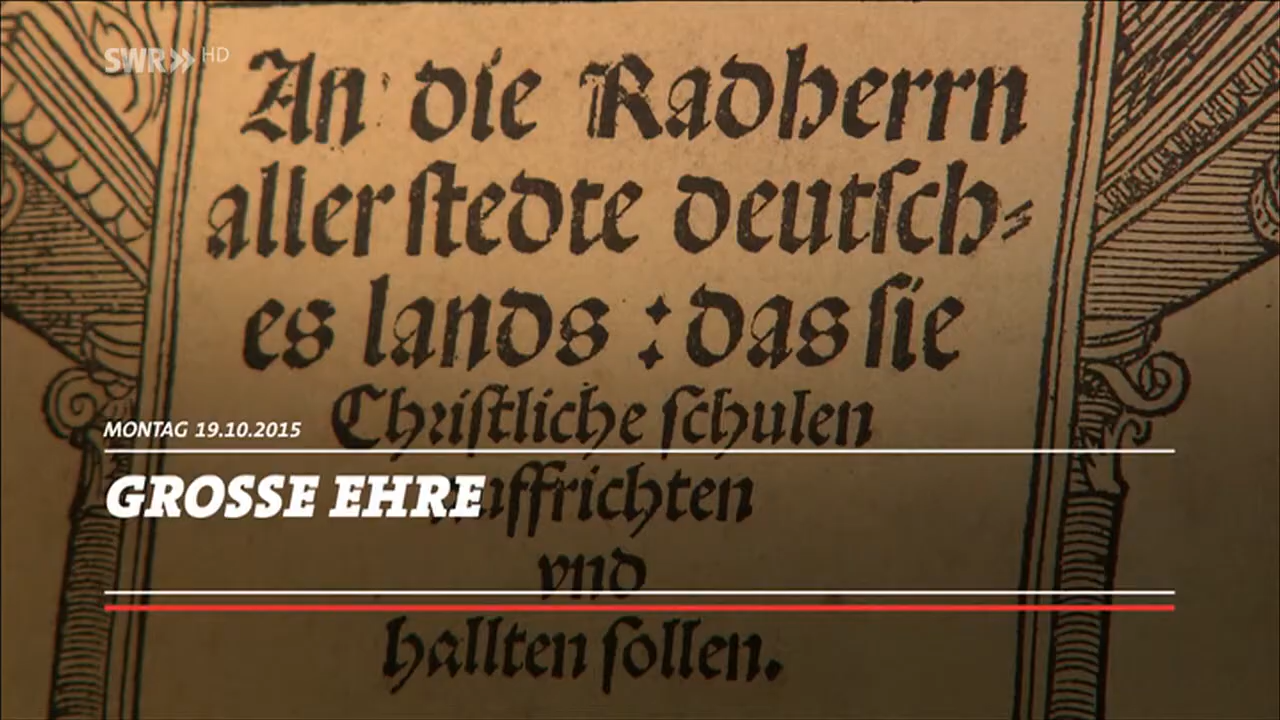 SWR» HD
An die Radherrn
aller stedte deutsch⸗
es lands : das sie
Christliche schulen
MONTAG 19.10.2015
auffrichten
GROSSE EHRE
vnd
hallten sollen.